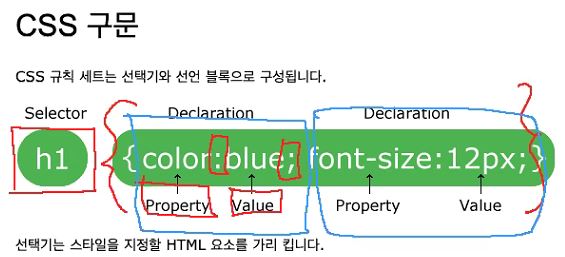 CSS 구문
CSS 규칙 세트는 선택기와 선언 블록으로 구성됩니다.
Selector Declaration Declaration
h1 { color:blue; font-size:12px; }
Property Value Property Value
선택기는 스타일을 지정할 HTML 요소를 가리 킵니다.